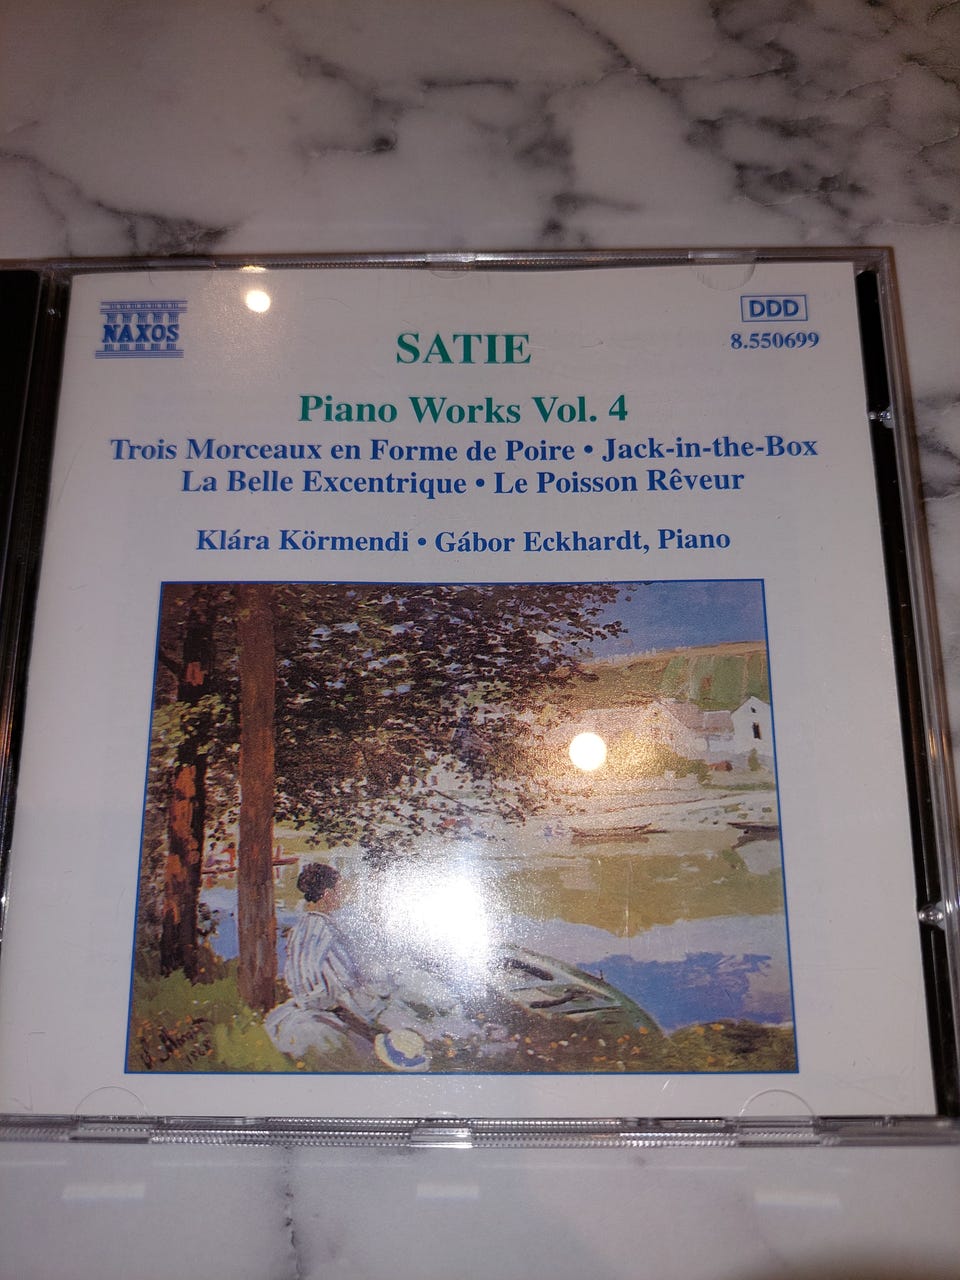 NAXOS
DDD
8.550699
SATIE
Piano Works Vol. 4
Trois Morceaux en Forme de Poire • Jack-in-the-Box
La Belle Excentrique • Le Poisson Rêveur
Klára Körmendi • Gábor Eckhardt, Piano
1868